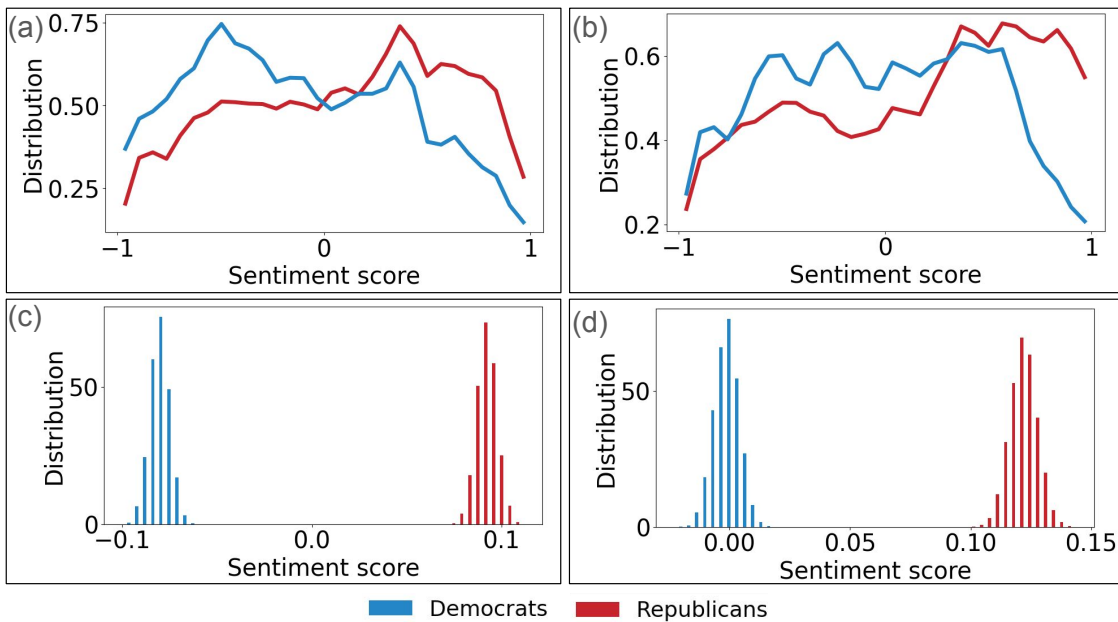 (a)
0.75
0.50
0.25
Distribution
−1
0
1
Sentiment score
(b)
0.6
0.4
0.2
Distribution
−1
0
1
Sentiment score
(c)
50
0
Distribution
−0.1
0.0
0.1
Sentiment score
(d)
50
0
Distribution
0.00
0.05
0.10
0.15
Sentiment score
Democrats
Republicans